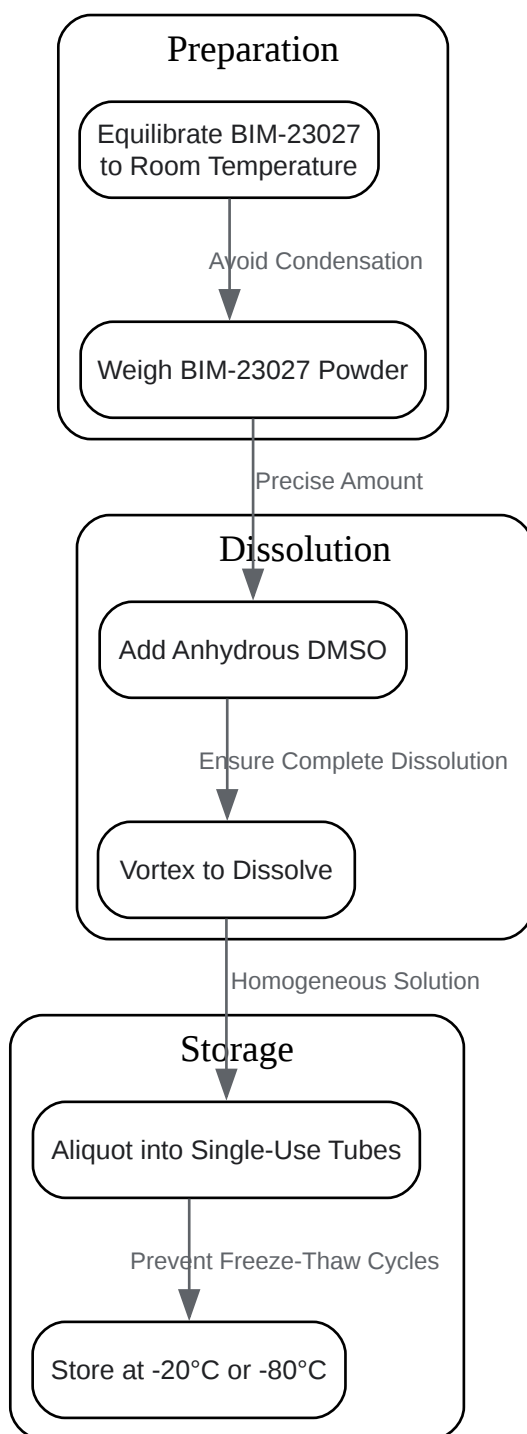 Preparation
Equilibrate BIM-23027
to Room Temperature
Avoid Condensation
Weigh BIM-23027 Powder
Precise Amount
Dissolution
Add Anhydrous DMSO
Ensure Complete Dissolution
Vortex to Dissolve
Homogeneous Solution
Storage
Aliquot into Single-Use Tubes
Prevent Freeze-Thaw Cycles
Store at -20°C or -80°C